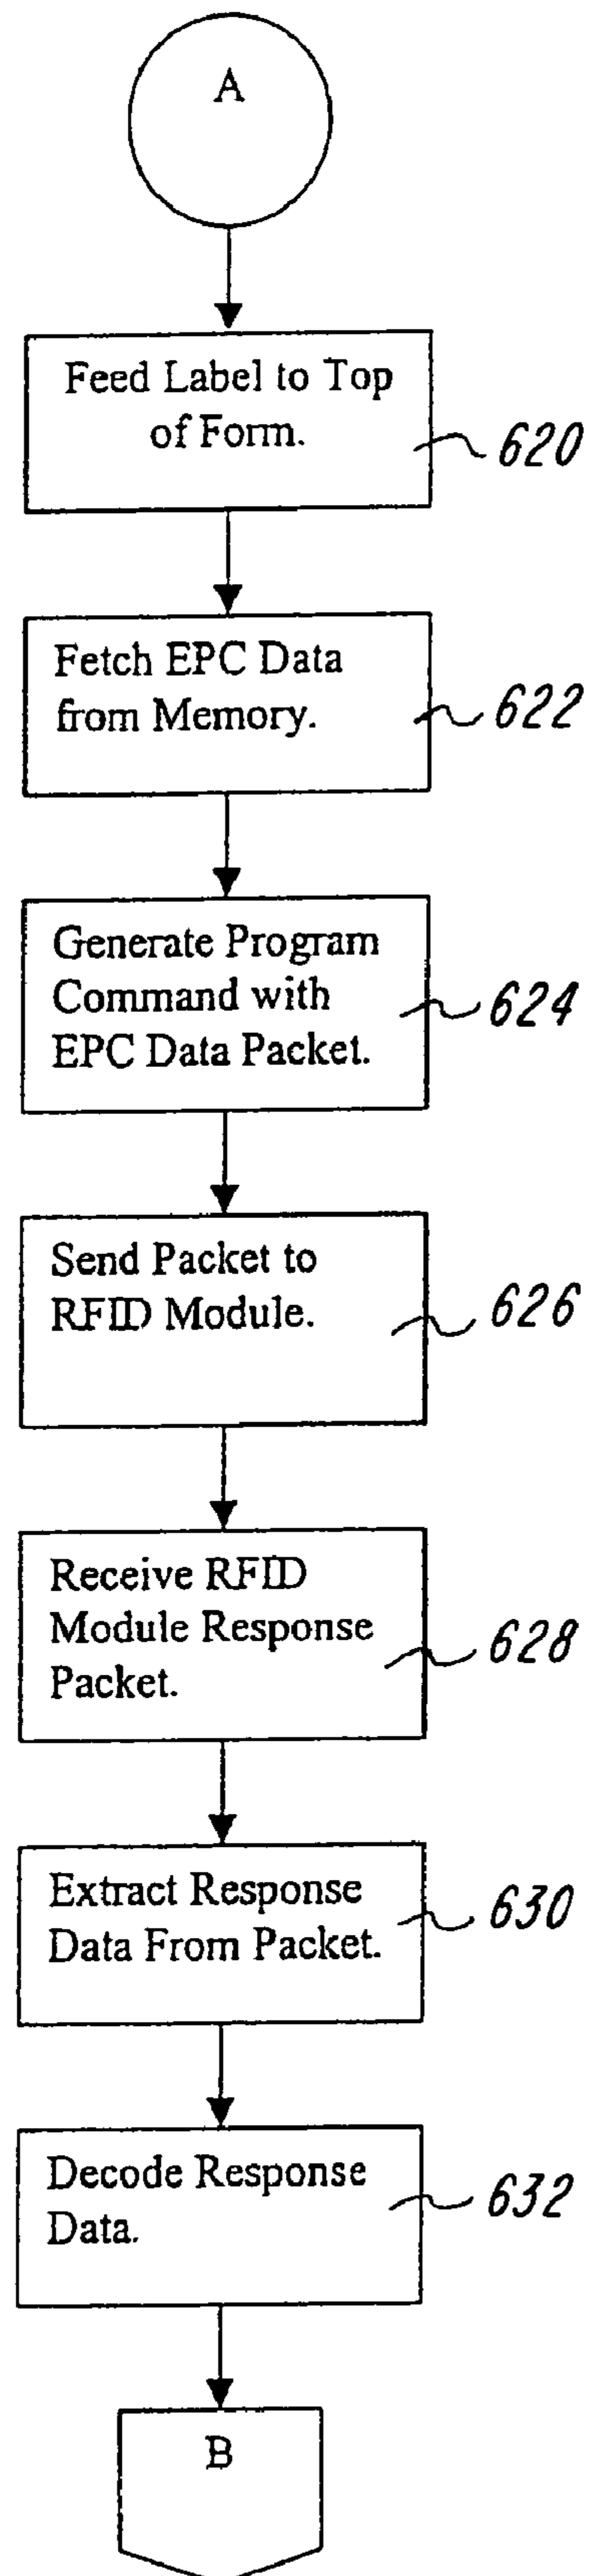 A
Feed Label to Top
of Form.
620
Fetch EPC Data
from Memory.
622
Generate Program
Command with
EPC Data Packet.
624
Send Packet to
RFID Module.
626
Receive RFID
Module Response
Packet.
628
Extract Response
Data From Packet.
630
Decode Response
Data.
632
B